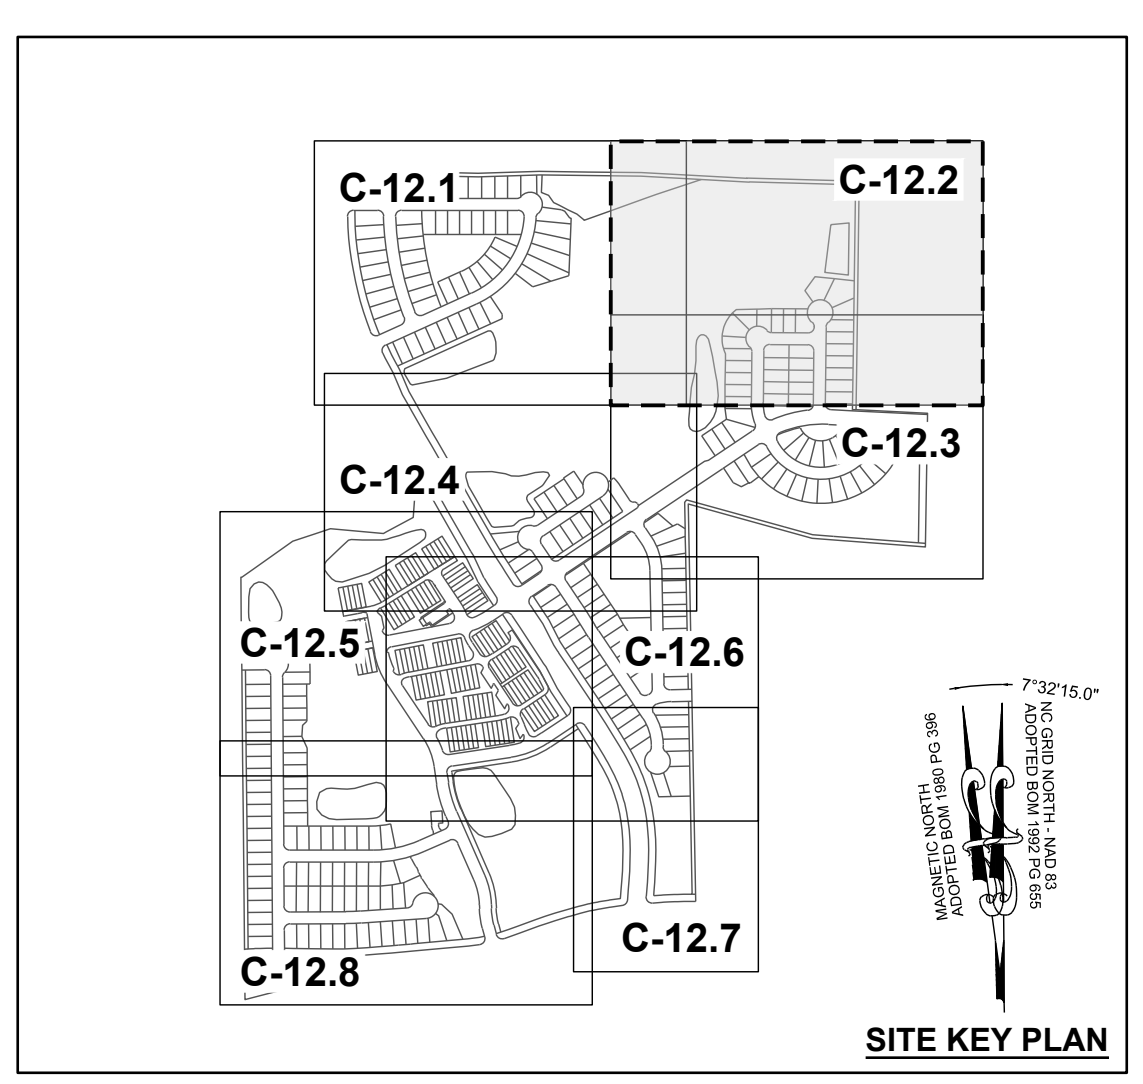 C-12.1
C-12.2
C-12.3
C-12.4
C-12.5
C-12.6
C-12.7
C-12.8
7°32'15.0"
MAGNETIC NORTH
ADOPTED BOM 1980 PG 396
NC GRID NORTH - NAD 83
ADOPTED BOM 1992 PG 655
SITE KEY PLAN